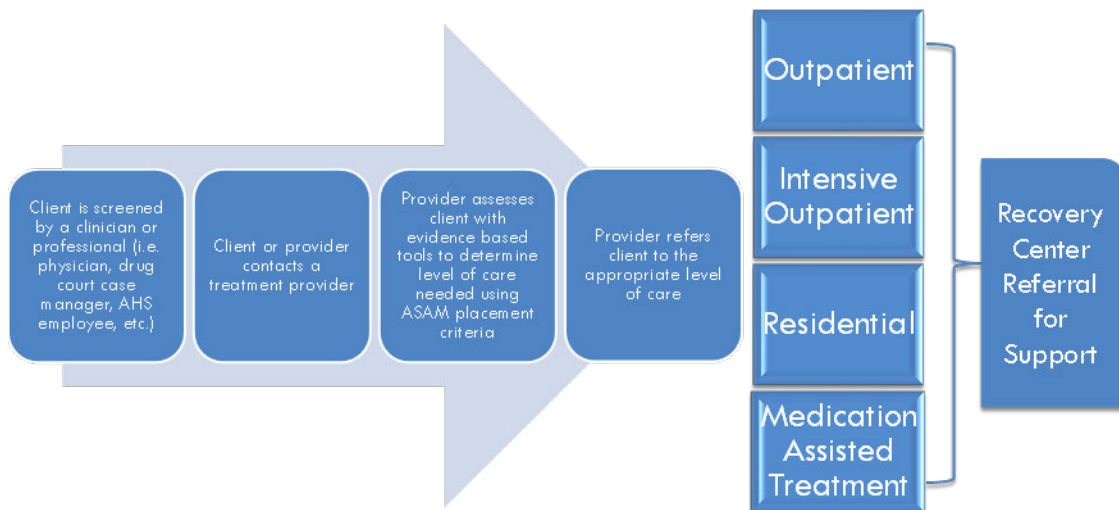 Client is screened
by a clinician or
professional (i.e.
physician, drug
court case
manager, AHS
employee, etc.)
Client or provider
contacts a
treatment provider
Provider assesses
client with
evidence based
tools to determine
level of care
needed using
ASAM placement
criteria
Provider refers
client to the
appropriate level
of care
Outpatient
Intensive
Outpatient
Residential
Medication
Assisted
Treatment
Recovery
Center
Referral
for
Support